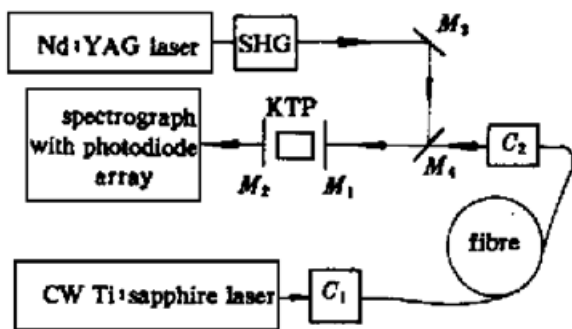 Nd:YAG laser
SHG
M₃
spectrograph
with photodiode
array
KTP
M₂
M₁
M₄
C₂
fibre
CW Ti:sapphire laser
C₁